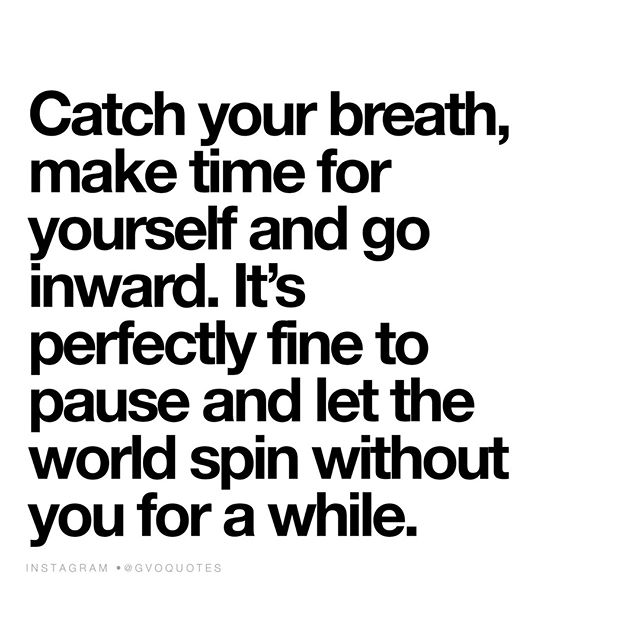 Catch your breath,
make time for
yourself and go
inward. It’s
perfectly fine to
pause and let the
world spin without
you for a while.
INSTAGRAM •@GVOQUOTES